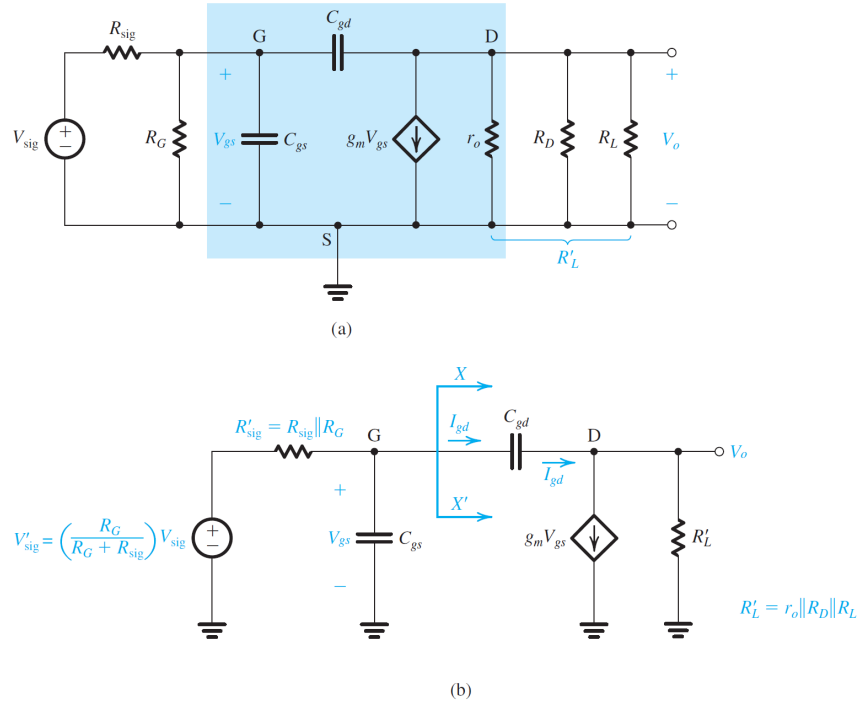 C_gd
R_sig
G
D
+
+
V_sig
+
−
R_G
V_gs
C_gs
g_m V_gs
r_o
R_D
R_L
V_o
−
−
S
R'_L
(a)
X
R'_sig = R_sig||R_G
G
I_gd
C_gd
D
V_o
I_gd
+
X'
V'_sig = (R_G / (R_G + R_sig)) V_sig
+
−
V_gs
C_gs
g_m V_gs
R'_L
−
R'_L = r_o||R_D||R_L
(b)